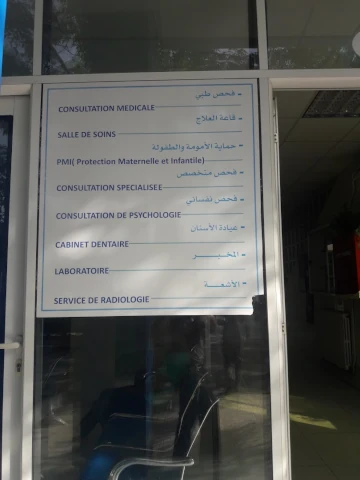 - فحص طبي
CONSULTATION MEDICALE
- قاعة العلاج
SALLE DE SOINS
- حماية الأمومة والطفولة
PMI( Protection Maternelle et Infantile)
- فحص متخصص
CONSULTATION SPECIALISEE
- فحص نفساني
CONSULTATION DE PSYCHOLOGIE
- عيادة الأسنان
CABINET DENTAIRE
- المخبر
LABORATOIRE
- الأشعة
SERVICE DE RADIOLOGIE